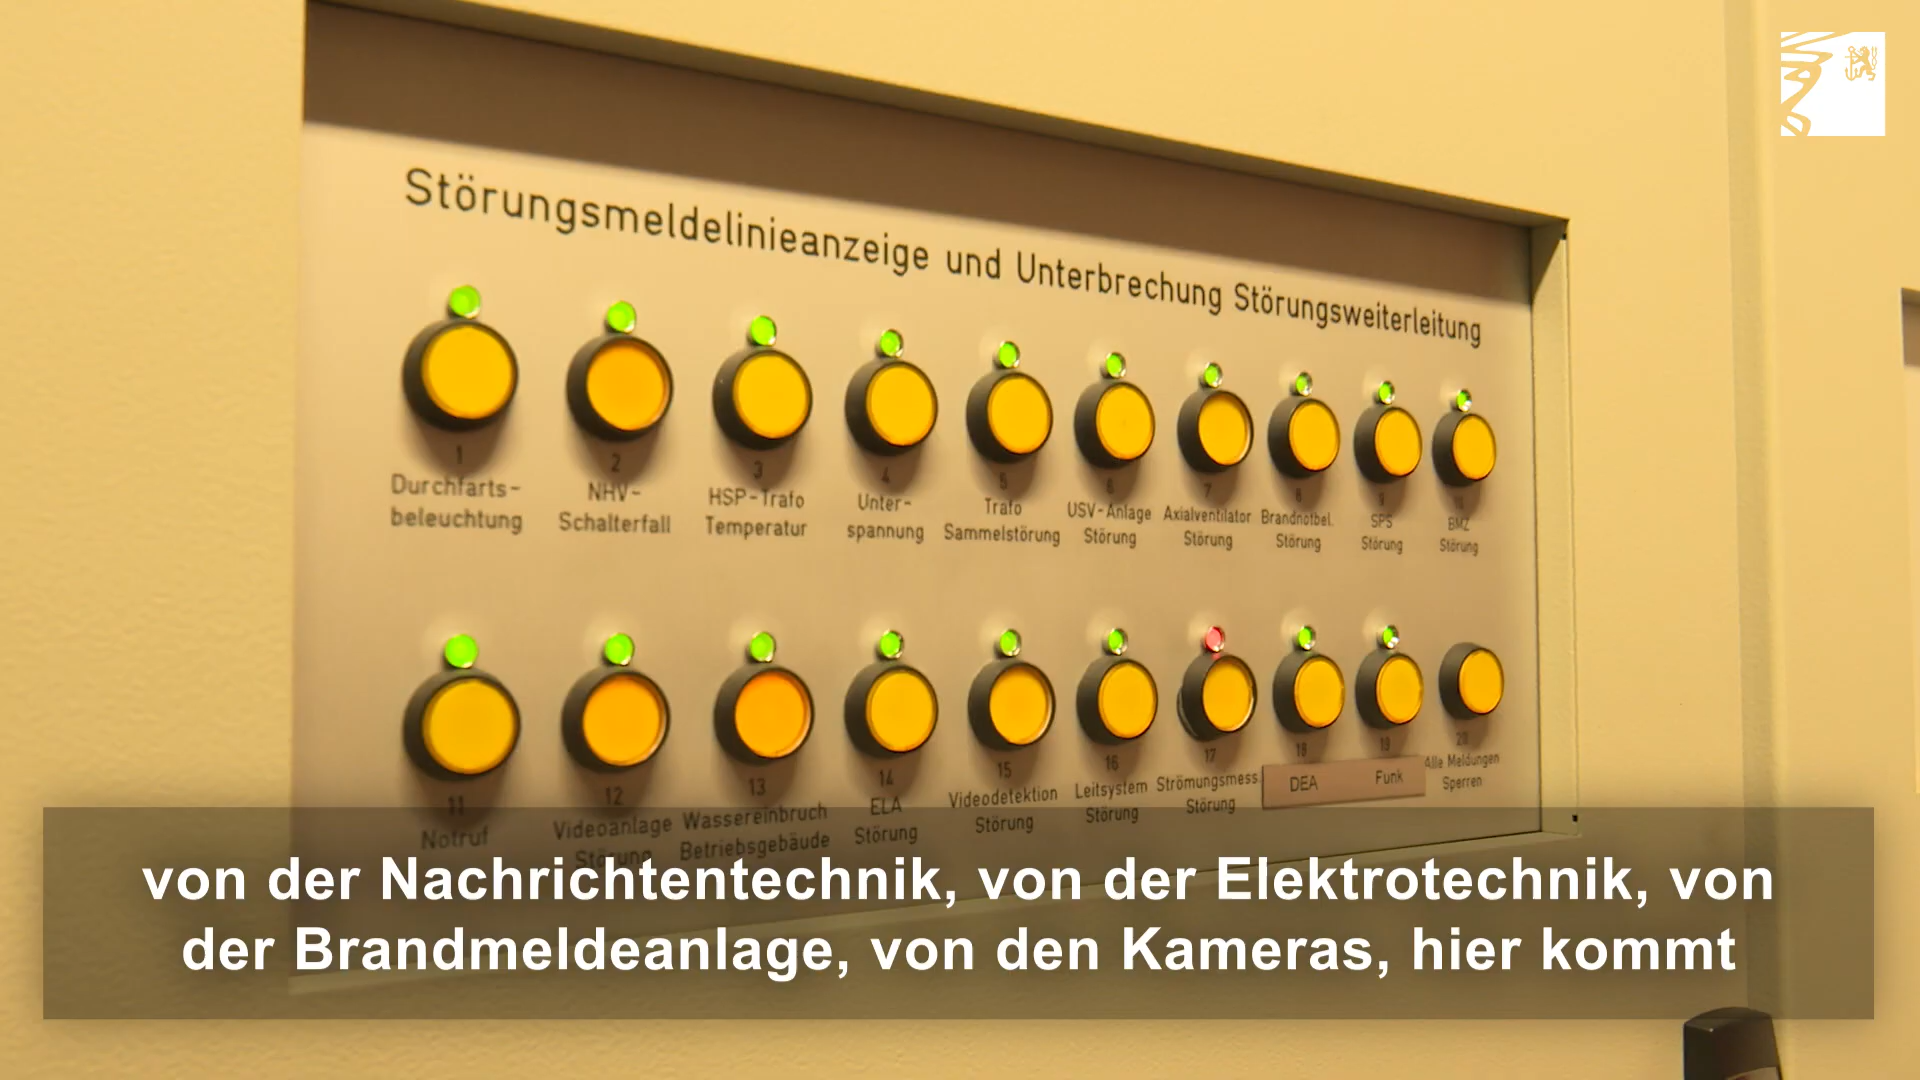 Störungsmeldelinieanzeige und Unterbrechung Störungsweiterleitung
1
Durchfarts-
beleuchtung
2
NHV-
Schalterfall
3
HSP-Trafo
Temperatur
4
Unter-
spannung
5
Trafo
Sammelstörung
6
USV-Anlage
Störung
7
Axialventilator
Störung
8
Brandnotbel.
Störung
9
SPS
Störung
10
BMZ
Störung
11
Notruf
12
Videoanlage
Störung
13
Wassereinbruch
Betriebsgebäude
14
ELA
Störung
15
Videodetektion
Störung
16
Leitsystem
Störung
17
Strömungsmess.
Störung
18
DEA
19
Funk
20
Alle Meldungen
Sperren
von der Nachrichtentechnik, von der Elektrotechnik, von
der Brandmeldeanlage, von den Kameras, hier kommt